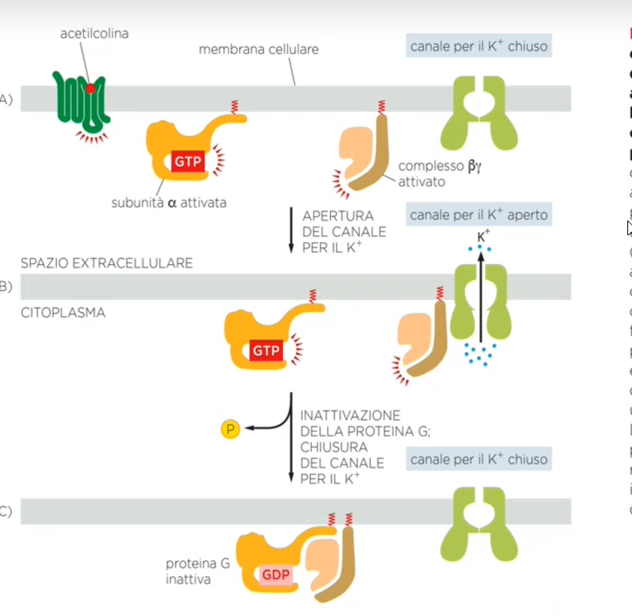 acetilcolina
membrana cellulare
canale per il K⁺ chiuso
A)
GTP
subunità α attivata
complesso βγ
attivato
APERTURA
DEL CANALE
PER IL K⁺
canale per il K⁺ aperto
K⁺
SPAZIO EXTRACELLULARE
B)
CITOPLASMA
GTP
P
INATTIVAZIONE
DELLA PROTEINA G;
CHIUSURA
DEL CANALE
PER IL K⁺
canale per il K⁺ chiuso
C)
proteina G
inattiva
GDP